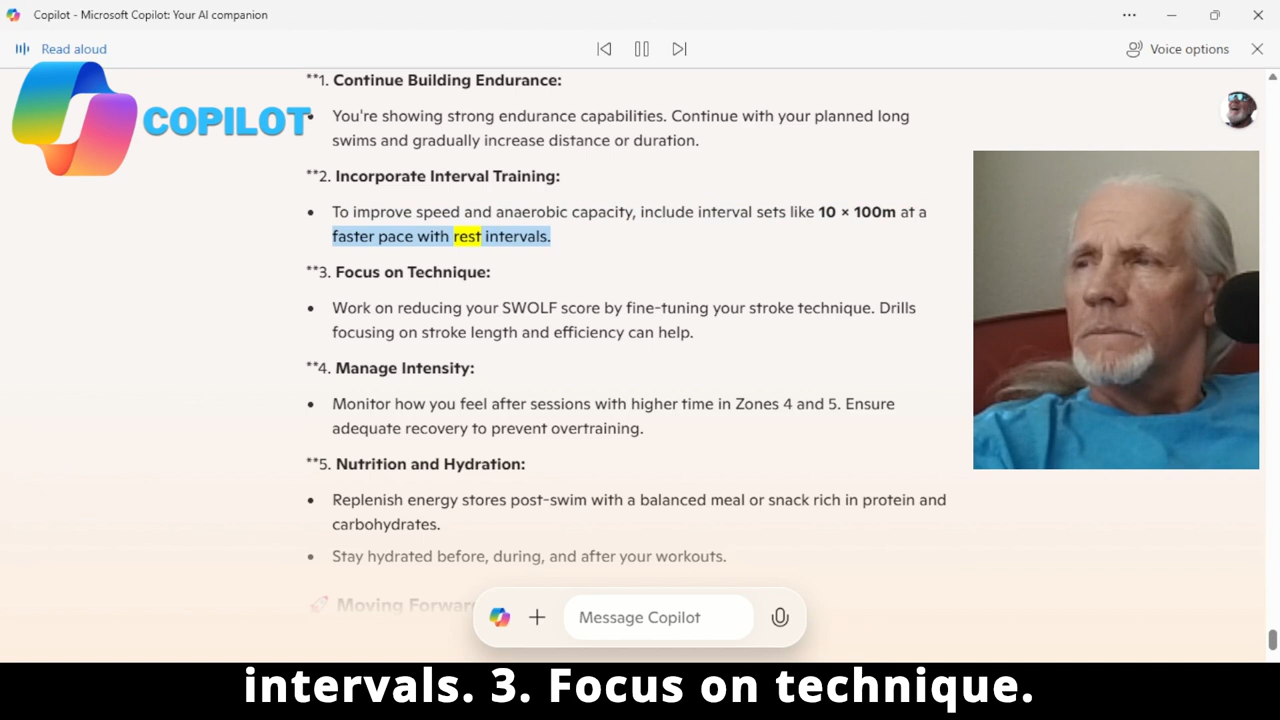 Copilot - Microsoft Copilot: Your AI companion
Read aloud
Voice options
COPILOT
**1. Continue Building Endurance:
• You're showing strong endurance capabilities. Continue with your planned long
swims and gradually increase distance or duration.
**2. Incorporate Interval Training:
• To improve speed and anaerobic capacity, include interval sets like 10 × 100m at a
faster pace with rest intervals.
**3. Focus on Technique:
• Work on reducing your SWOLF score by fine-tuning your stroke technique. Drills
focusing on stroke length and efficiency can help.
**4. Manage Intensity:
• Monitor how you feel after sessions with higher time in Zones 4 and 5. Ensure
adequate recovery to prevent overtraining.
**5. Nutrition and Hydration:
• Replenish energy stores post-swim with a balanced meal or snack rich in protein and
carbohydrates.
• Stay hydrated before, during, and after your workouts.
🚀 Moving Forwar
Message Copilot
intervals. 3. Focus on technique.